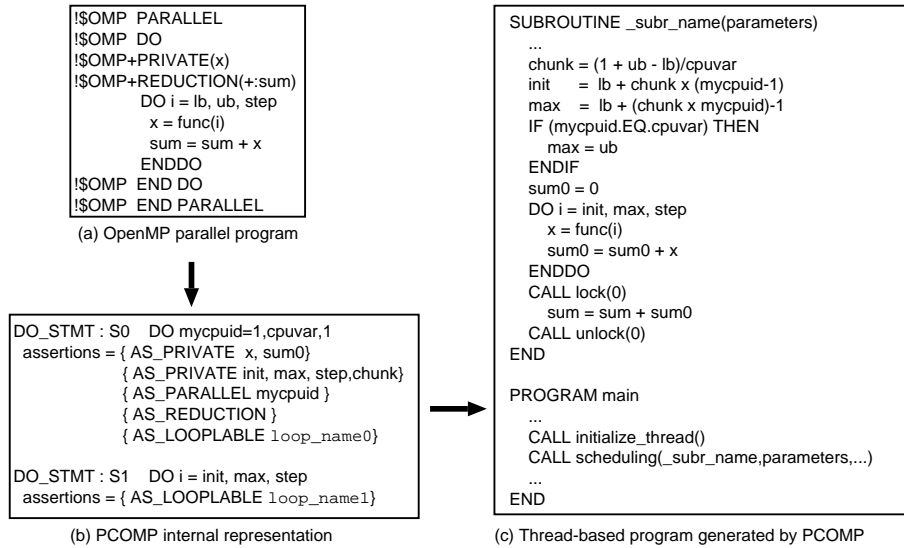 !$OMP PARALLEL
!$OMP DO
!$OMP+PRIVATE(x)
!$OMP+REDUCTION(+:sum)
DO i = lb, ub, step
x = func(i)
sum = sum + x
ENDDO
!$OMP END DO
!$OMP END PARALLEL
(a) OpenMP parallel program
DO_STMT : S0 DO mycpuid=1,cpuvar,1
assertions = { AS_PRIVATE x, sum0}
{ AS_PRIVATE init, max, step,chunk}
{ AS_PARALLEL mycpuid }
{ AS_REDUCTION }
{ AS_LOOPLABLE loop_name0}
DO_STMT : S1 DO i = init, max, step
assertions = { AS_LOOPLABLE loop_name1}
(b) PCOMP internal representation
SUBROUTINE _subr_name(parameters)
...
chunk = (1 + ub - lb)/cpuvar
init = lb + chunk x (mycpuid-1)
max = lb + (chunk x mycpuid)-1
IF (mycpuid.EQ.cpuvar) THEN
max = ub
ENDIF
sum0 = 0
DO i = init, max, step
x = func(i)
sum0 = sum0 + x
ENDDO
CALL lock(0)
sum = sum + sum0
CALL unlock(0)
END
PROGRAM main
...
CALL initialize_thread()
CALL scheduling(_subr_name,parameters,...)
...
END
(c) Thread-based program generated by PCOMP